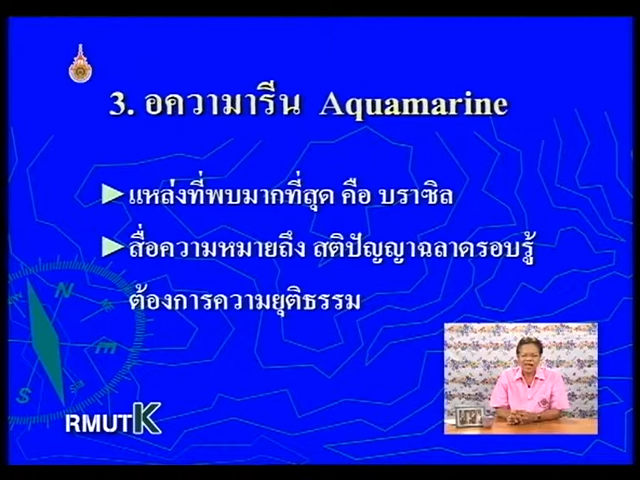 3. อความารีน Aquamarine
แหล่งที่พบมากที่สุด คือ บราซิล
สื่อความหมายถึง สติปัญญาฉลาดรอบรู้
ต้องการความยุติธรรม
N
m
S
Sa
RMUTK